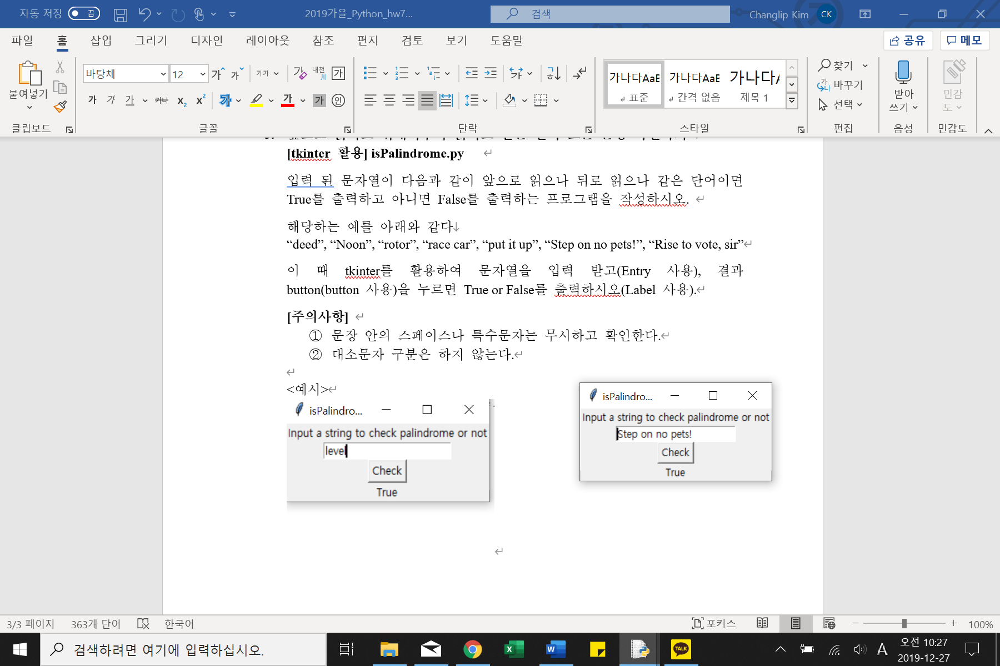 자동 저장 끔
2019가을_Python_hw7...
검색
Changlip Kim CK
파일 홈 삽입 그리기 디자인 레이아웃 참조 편지 검토 보기 도움말
공유 메모
붙여넣기
바탕체 12
가나다AaB 가나다AaB 가나다
표준 간격 없음 제목 1
찾기
바꾸기
선택
받아
쓰기
민감
도
클립보드 글꼴 단락 스타일 편집 음성 민감도
[tkinter 활용] isPalindrome.py
입력 된 문자열이 다음과 같이 앞으로 읽으나 뒤로 읽으나 같은 단어이면
True를 출력하고 아니면 False를 출력하는 프로그램을 작성하시오.
해당하는 예를 아래와 같다
“deed”, “Noon”, “rotor”, “race car”, “put it up”, “Step on no pets!”, “Rise to vote, sir”
이 때 tkinter를 활용하여 문자열을 입력 받고(Entry 사용), 결과
button(button 사용)을 누르면 True or False를 출력하시오(Label 사용).
[주의사항]
① 문장 안의 스페이스나 특수문자는 무시하고 확인한다.
② 대소문자 구분은 하지 않는다.
<예시>
isPalindro...
Input a string to check palindrome or not
level
Check
True
isPalindro...
Input a string to check palindrome or not
Step on no pets!
Check
True
3/3 페이지 363개 단어 한국어
포커스
100%
검색하려면 여기에 입력하십시오.
TALK
A
오전 10:27
2019-12-27